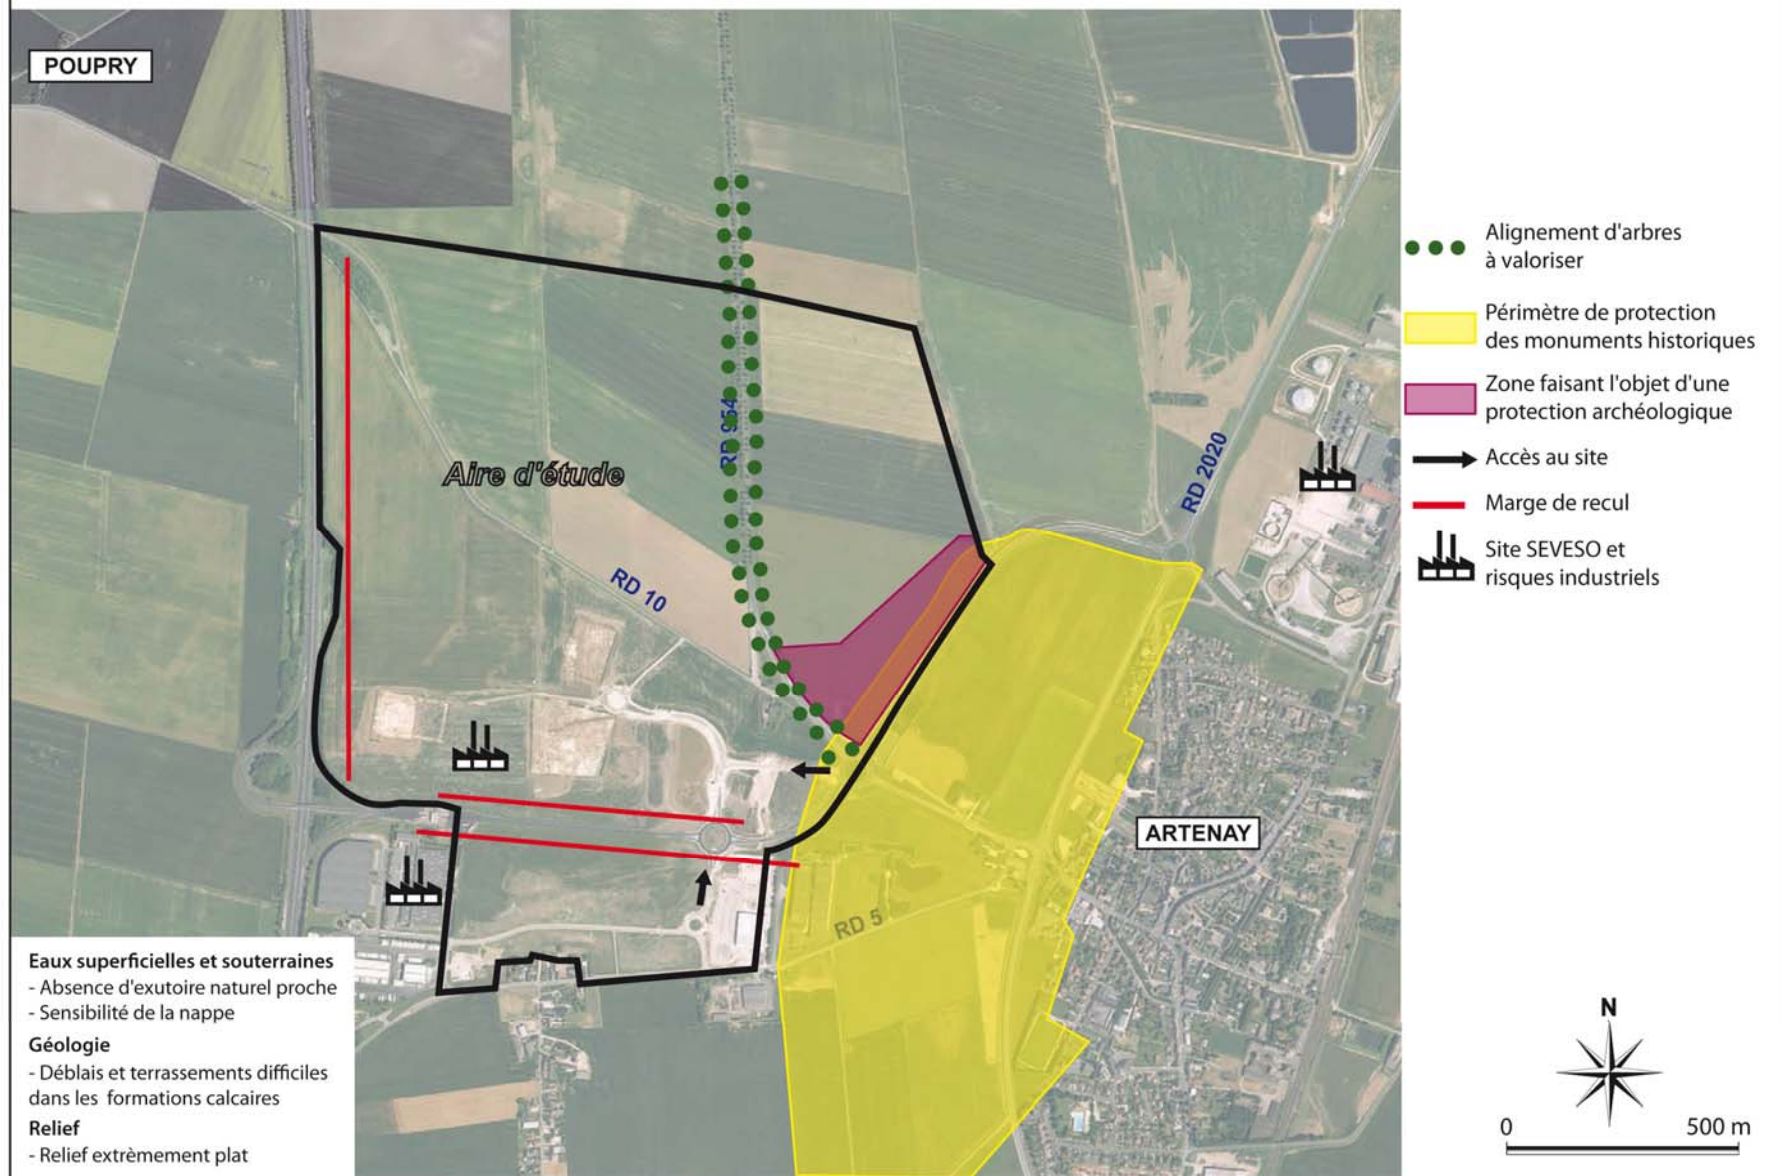 POUPRY
Alignement d'arbres
à valoriser
Périmètre de protection
des monuments historiques
Zone faisant l'objet d'une
protection archéologique
Accès au site
Marge de recul
Site SEVESO et
risques industriels
RD 954
RD 2020
Aire d'étude
RD 10
ARTENAY
RD 5
Eaux superficielles et souterraines
- Absence d'exutoire naturel proche
- Sensibilité de la nappe
Géologie
- Déblais et terrassements difficiles
dans les formations calcaires
Relief
- Relief extrèmement plat
N
0 500 m